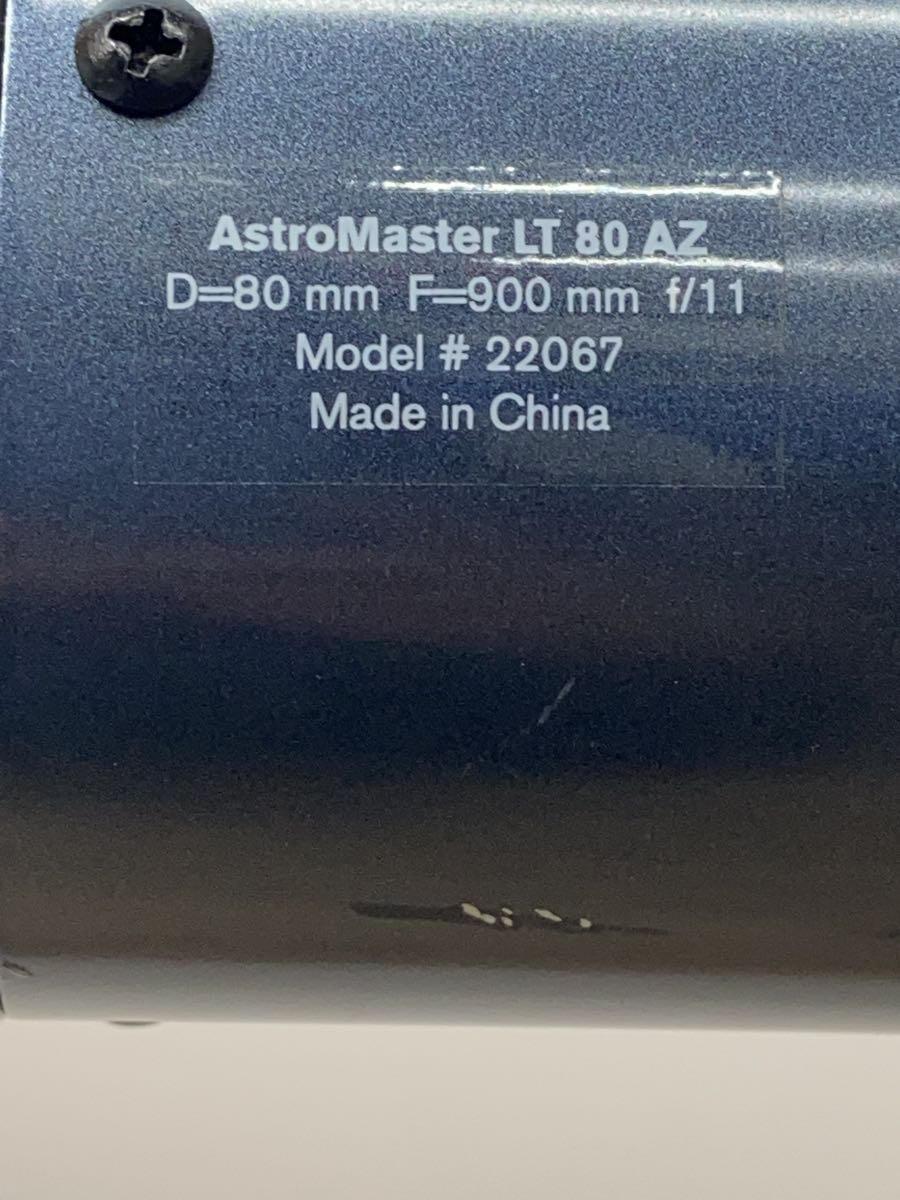 AstroMaster LT 80 AZ
D=80 mm F=900 mm f/11
Model # 22067
Made in China